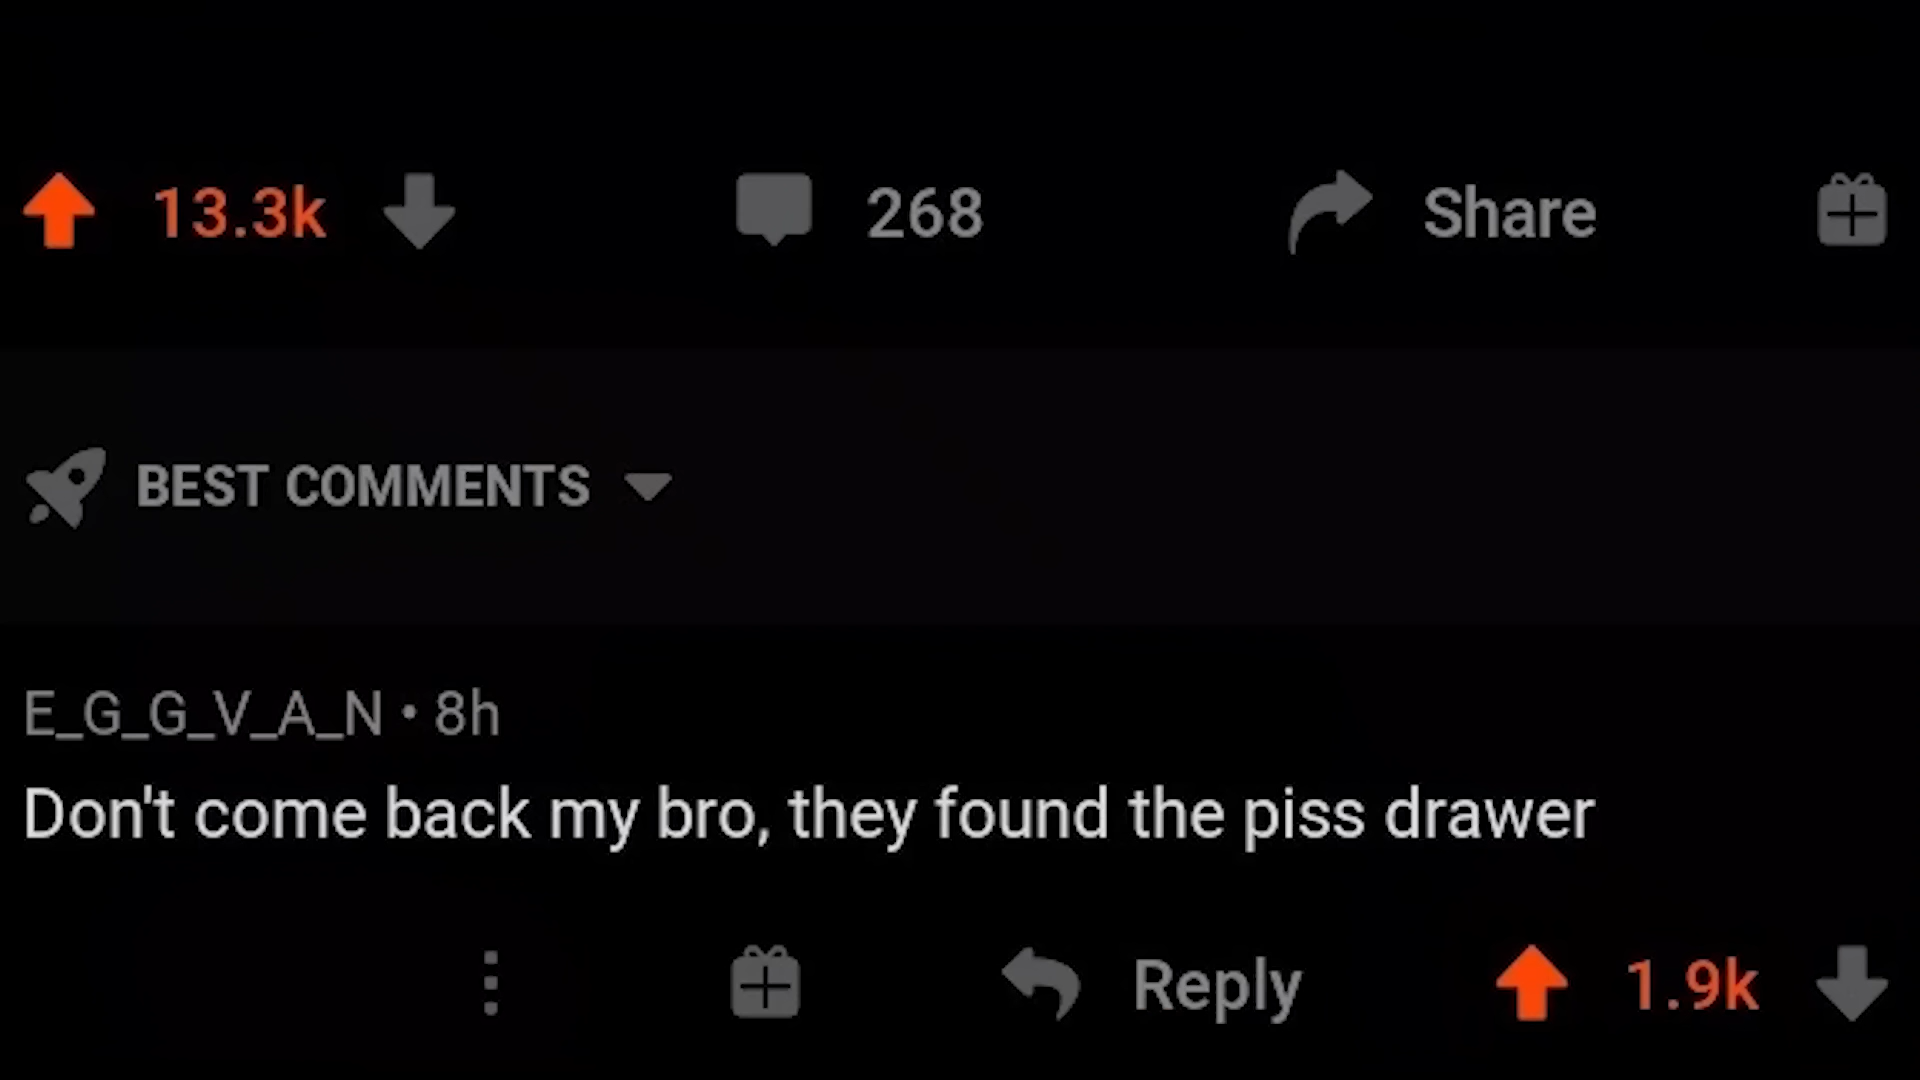 13.3k 268 Share
BEST COMMENTS
E_G_G_V_A_N • 8h
Don't come back my bro, they found the piss drawer
Reply 1.9k